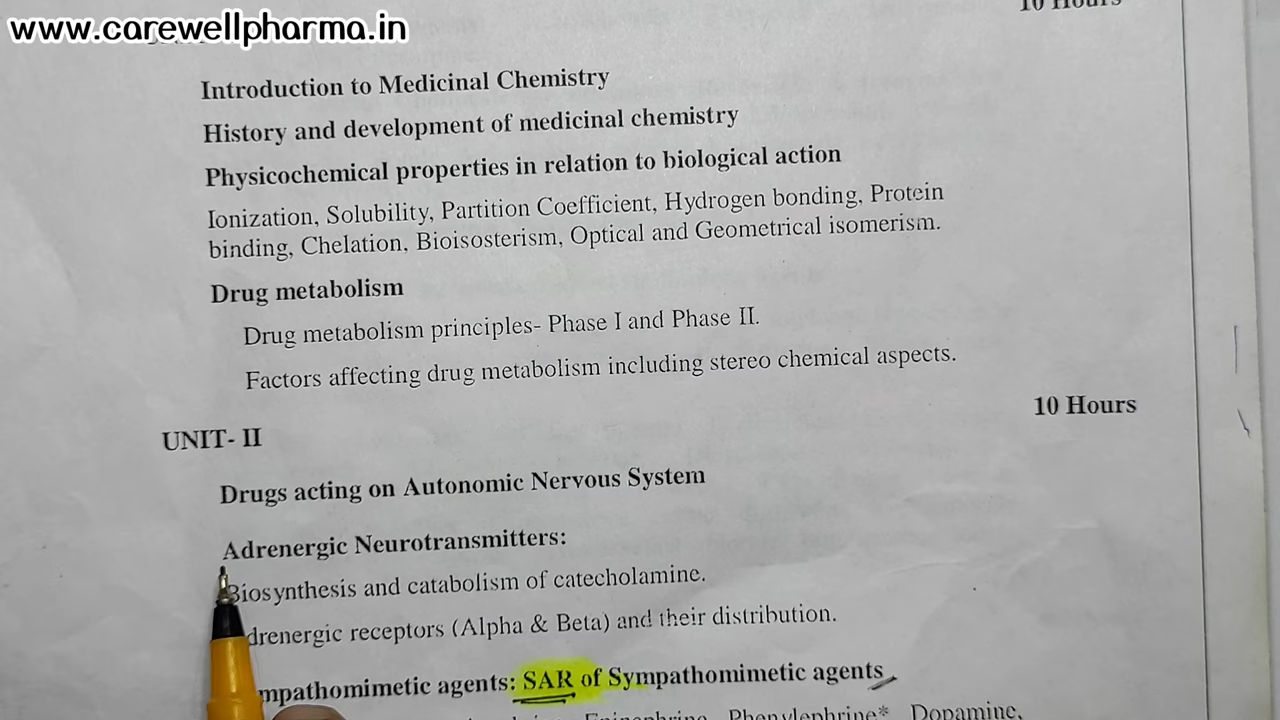 www.carewellpharma.in
10 Hours
Introduction to Medicinal Chemistry
History and development of medicinal chemistry
Physicochemical properties in relation to biological action
Ionization, Solubility, Partition Coefficient, Hydrogen bonding, Protein
binding, Chelation, Bioisosterism, Optical and Geometrical isomerism.
Drug metabolism
Drug metabolism principles- Phase I and Phase II.
Factors affecting drug metabolism including stereo chemical aspects.
10 Hours
UNIT- II
Drugs acting on Autonomic Nervous System
Adrenergic Neurotransmitters:
Biosynthesis and catabolism of catecholamine.
drenergic receptors (Alpha & Beta) and their distribution.
mpathomimetic agents: SAR of Sympathomimetic agents
Epinephrine, Phenylephrine* Dopamine,